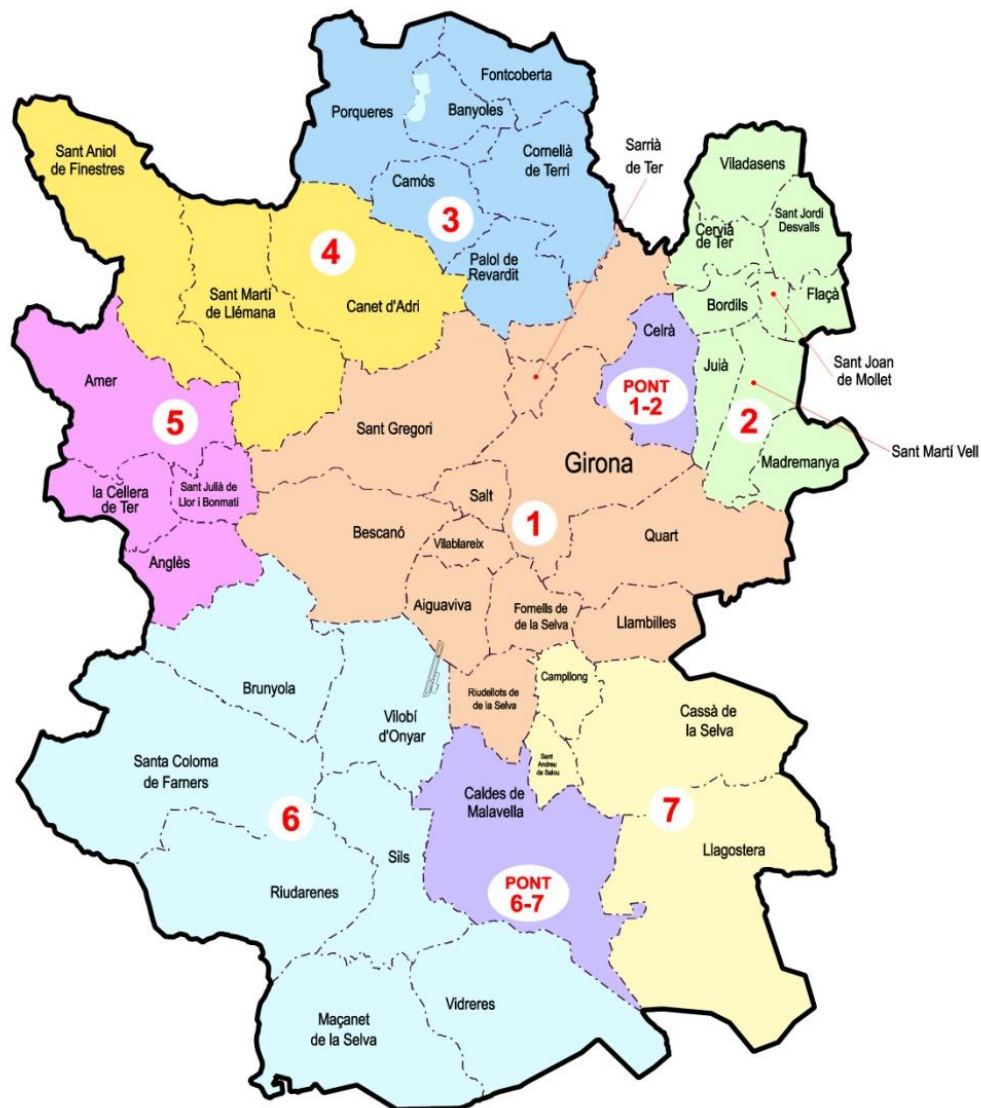 Fontcoberta
Porqueres
Banyoles
Sarrià
de Ter
Sant Aniol
de Finestres
Cornellà
de Terri
Viladasens
Camós
3
Sant Jordi
Desvalls
Cervià
de Ter
4
Palol de
Revardit
Sant Martí
de Llémana
Canet d'Adri
Bordils
Flaçà
Celrà
Amer
Juià
Sant Joan
de Mollet
PONT
1-2
5
2
Sant Gregori
Sant Martí Vell
Girona
Madremanya
la Cellera
de Ter
Sant Julià de
Llor i Bonmatí
Salt
1
Bescanó
Vilablareix
Quart
Anglès
Aiguaviva
Fornells de
de la Selva
Llambilles
Campllong
Brunyola
Riudellots de
de la Selva
Vilobí
d'Onyar
Cassà de
la Selva
Santa Coloma
de Farners
Sant
Andreu
de Salou
Caldes de
Malavella
6
7
Sils
Llagostera
Riudarenes
PONT
6-7
Vidreres
Maçanet
de la Selva